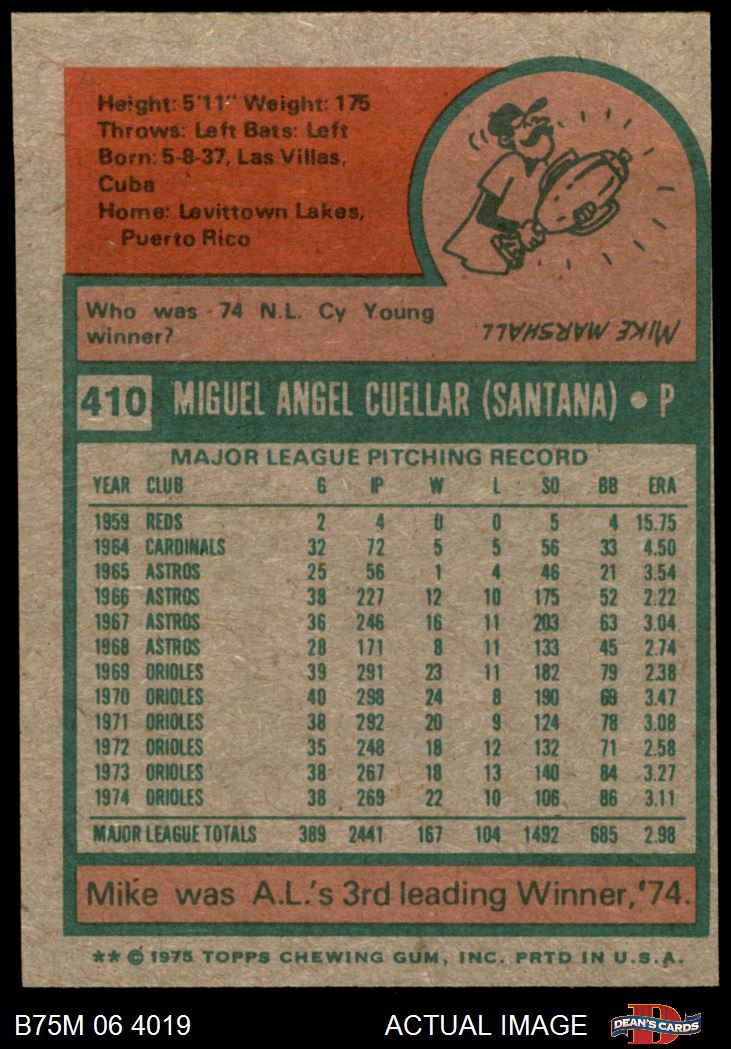 Height: 5'11" Weight: 175
Throws: Left Bats: Left
Born: 5-8-37, Las Villas,
Cuba
Home: Levittown Lakes,
Puerto Rico
Who was 74 N.L. Cy Young
winner?
MIKE MARSHALL
410 MIGUEL ANGEL CUELLAR (SANTANA) • P
MAJOR LEAGUE PITCHING RECORD
YEAR CLUB G IP W L SO BB ERA
1959 REDS 2 4 0 0 5 4 15.75
1964 CARDINALS 32 72 5 5 56 33 4.50
1965 ASTROS 25 56 1 4 46 21 3.54
1966 ASTROS 38 227 12 10 175 52 2.22
1967 ASTROS 36 246 16 11 203 63 3.04
1968 ASTROS 28 171 8 11 133 45 2.74
1969 ORIOLES 39 291 23 11 182 79 2.38
1970 ORIOLES 40 298 24 8 190 69 3.47
1971 ORIOLES 38 292 20 9 124 78 3.08
1972 ORIOLES 35 248 18 12 132 71 2.58
1973 ORIOLES 38 267 18 13 140 84 3.27
1974 ORIOLES 38 269 22 10 106 86 3.11
MAJOR LEAGUE TOTALS 389 2441 167 104 1492 685 2.98
Mike was A.L.'s 3rd leading Winner, '74.
** © 1975 TOPPS CHEWING GUM, INC. PRTD IN U.S.A.
B75M 06 4019 ACTUAL IMAGE DEAN'S CARDS